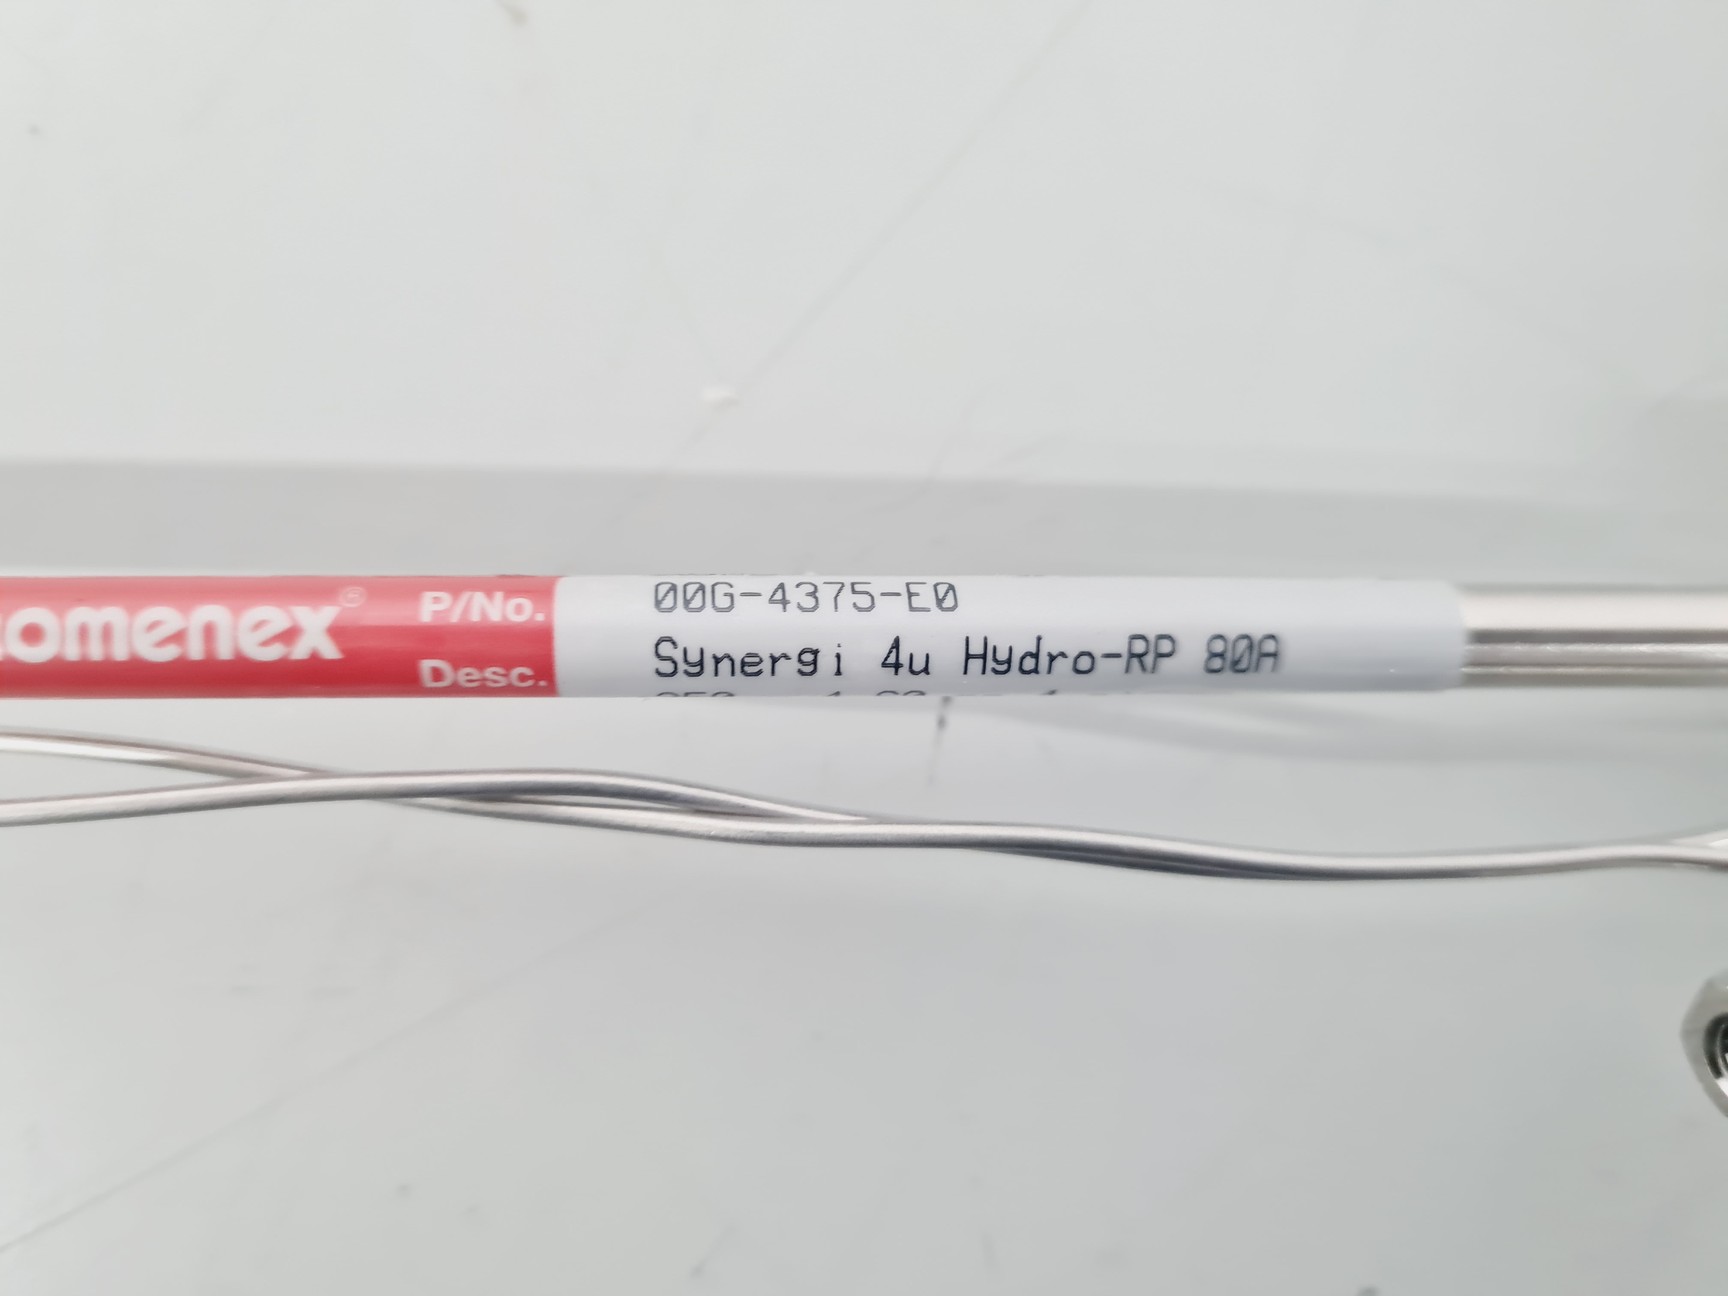 omenex®
P/No. 00G-4375-E0
Desc. Synergi 4u Hydro-RP 80A